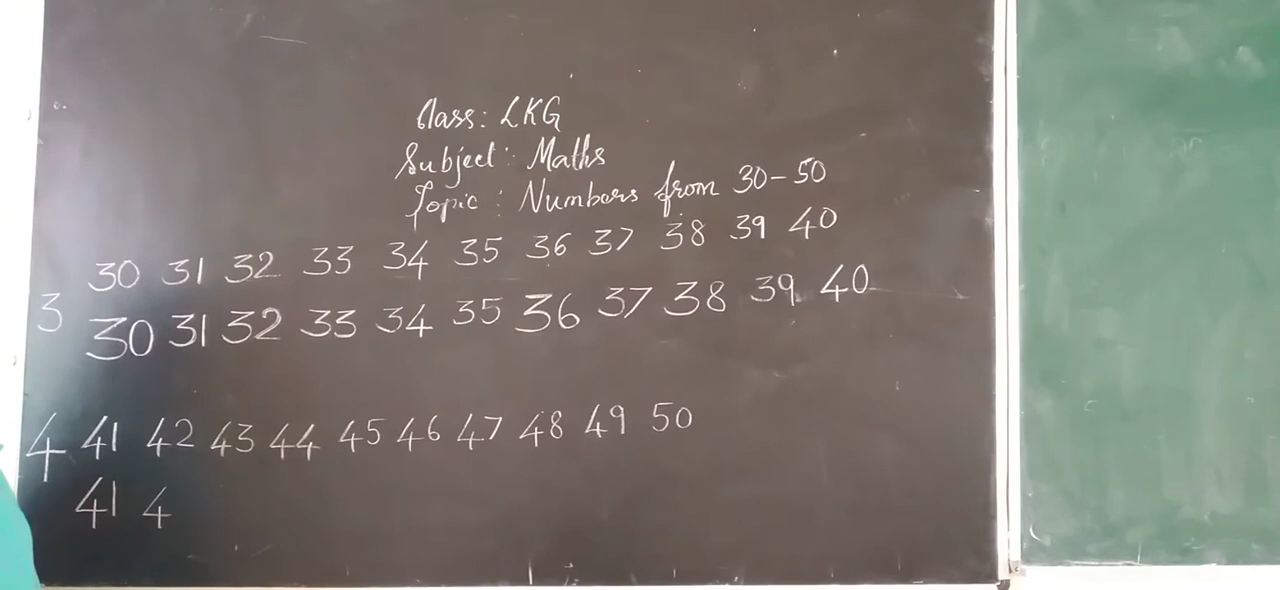 Class: LKG
Subject: Maths
Topic: Numbers from 30-50
30 31 32 33 34 35 36 37 38 39 40
3 30 31 32 33 34 35 36 37 38 39 40
4 41 42 43 44 45 46 47 48 49 50
41 4